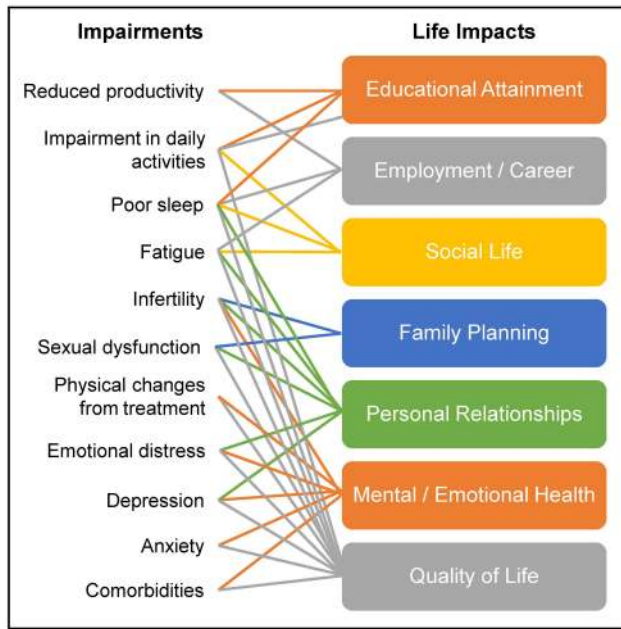 Impairments
Life Impacts
Reduced productivity
Impairment in daily
activities
Poor sleep
Fatigue
Infertility
Sexual dysfunction
Physical changes
from treatment
Emotional distress
Depression
Anxiety
Comorbidities
Educational Attainment
Employment / Career
Social Life
Family Planning
Personal Relationships
Mental / Emotional Health
Quality of Life